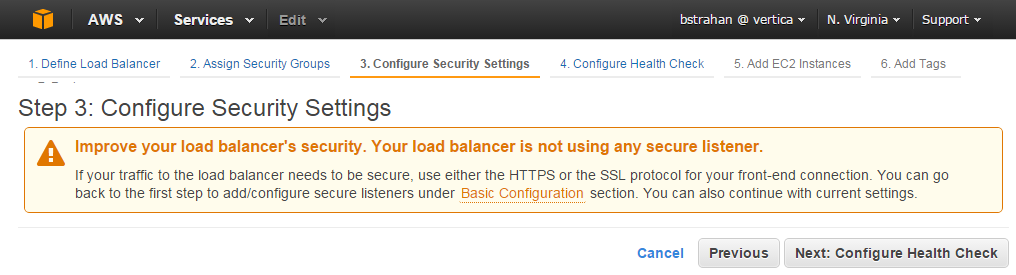 AWS Services Edit bstrahan @ vertica N. Virginia Support
1. Define Load Balancer 2. Assign Security Groups 3. Configure Security Settings 4. Configure Health Check 5. Add EC2 Instances 6. Add Tags
Step 3: Configure Security Settings
Improve your load balancer's security. Your load balancer is not using any secure listener.
If your traffic to the load balancer needs to be secure, use either the HTTPS or the SSL protocol for your front-end connection. You can go
back to the first step to add/configure secure listeners under Basic Configuration section. You can also continue with current settings.
Cancel Previous Next: Configure Health Check